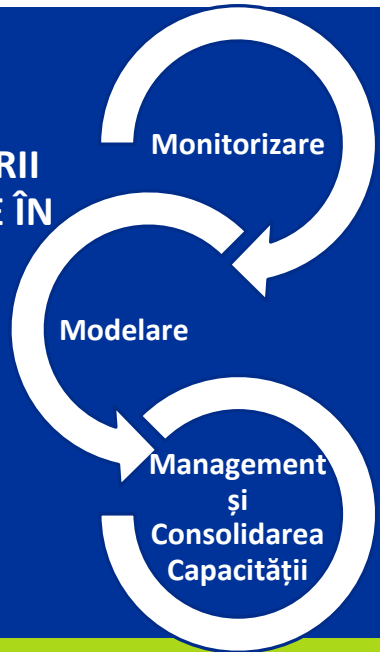 Monitorizare
RII
E ÎN
Modelare
Management
și
Consolidarea
Capacității